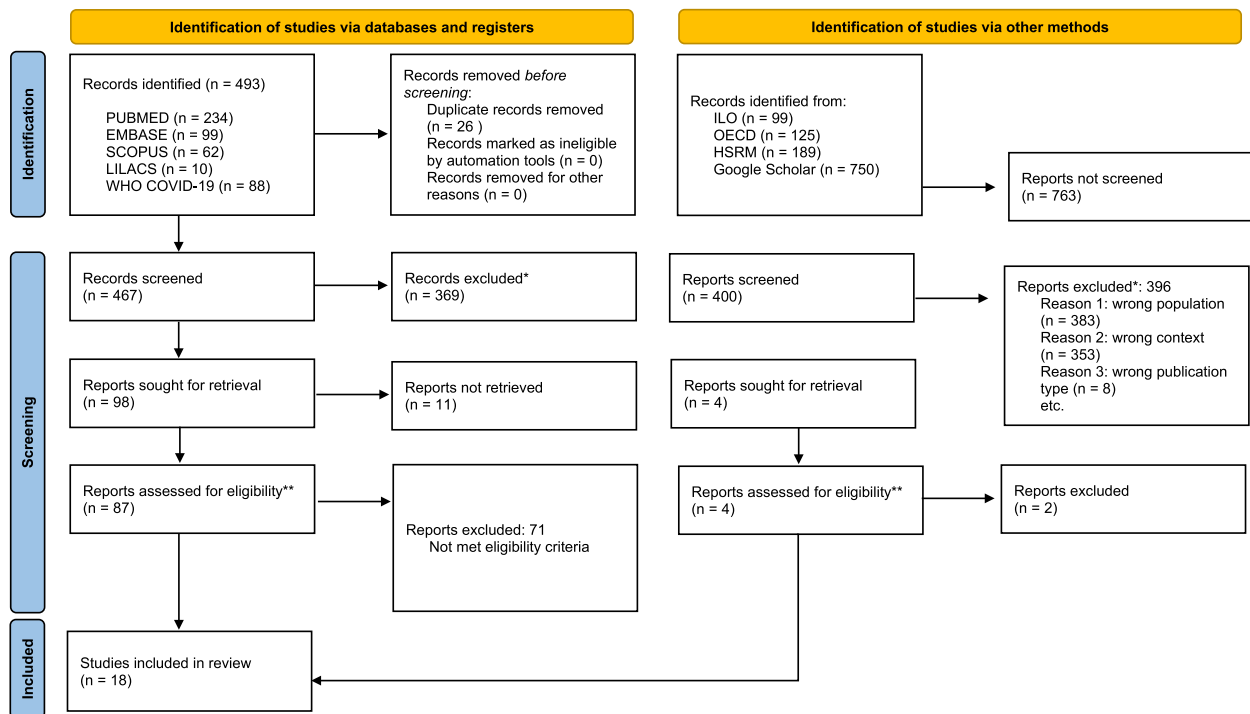 Identification of studies via databases and registers
Identification of studies via other methods
Identification
Records identified (n = 493)
PUBMED (n = 234)
EMBASE (n = 99)
SCOPUS (n = 62)
LILACS (n = 10)
WHO COVID-19 (n = 88)
Records removed before
screening:
Duplicate records removed
(n = 26 )
Records marked as ineligible
by automation tools (n = 0)
Records removed for other
reasons (n = 0)
Records identified from:
ILO (n = 99)
OECD (n = 125)
HSRM (n = 189)
Google Scholar (n = 750)
Reports not screened
(n = 763)
Screening
Records screened
(n = 467)
Records excluded*
(n = 369)
Reports screened
(n = 400)
Reports excluded*: 396
Reason 1: wrong population
(n = 383)
Reason 2: wrong context
(n = 353)
Reason 3: wrong publication
type (n = 8)
etc.
Reports sought for retrieval
(n = 98)
Reports not retrieved
(n = 11)
Reports sought for retrieval
(n = 4)
Reports assessed for eligibility**
(n = 87)
Reports excluded: 71
Not met eligibility criteria
Reports assessed for eligibility**
(n = 4)
Reports excluded
(n = 2)
Included
Studies included in review
(n = 18)